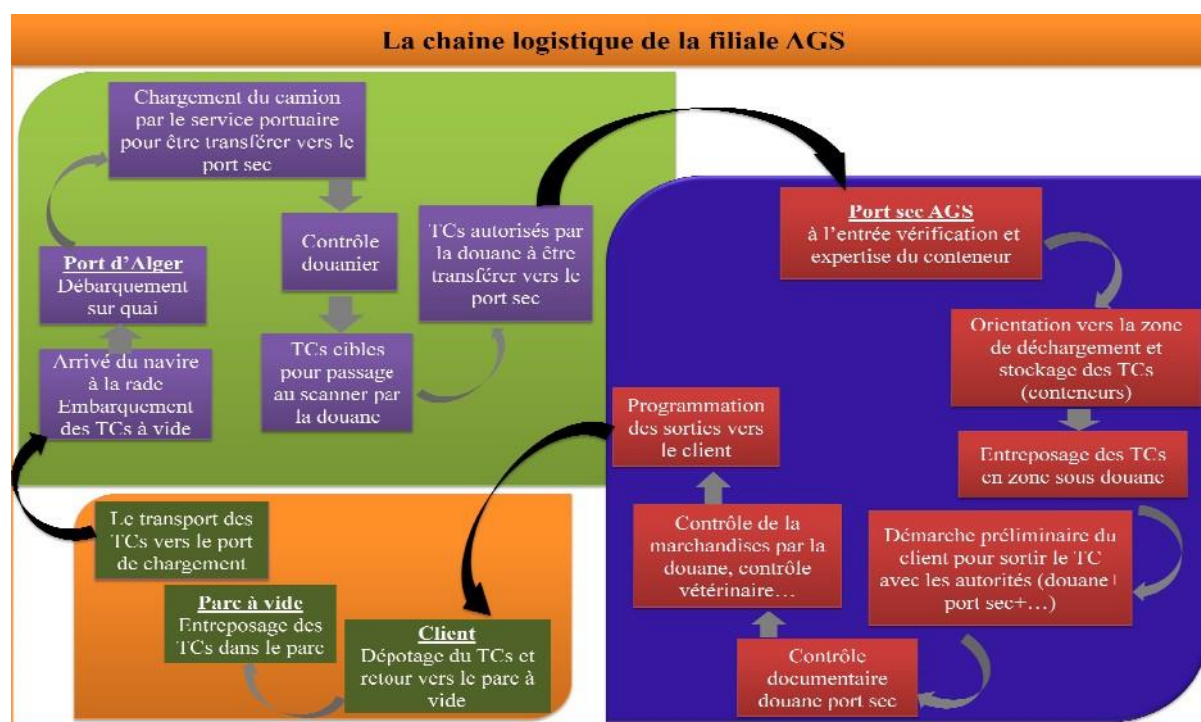 La chaine logistique de la filiale AGS
Chargement du camion
par le service portuaire
pour être transférer vers le
port sec
Contrôle
douanier
TCs autorisés par
la douane à être
transférer vers le
port sec
Port d'Alger
Débarquement
sur quai
Arrivé du navire
à la rade
Embarquement
des TCs à vide
TCs cibles
pour passage
au scanner par
la douane
Port sec AGS
à l'entrée vérification et
expertise du conteneur
Orientation vers la zone
de déchargement et
stockage des TCs
(conteneurs)
Entreposage des TCs
en zone sous douane
Démarche préliminaire du
client pour sortir le TC
avec les autorités (douane+
port sec+…)
Contrôle
documentaire
douane port sec
Contrôle de la
marchandises par la
douane, contrôle
vétérinaire…
Programmation
des sorties vers
le client
Client
Dépotage du TCs et
retour vers le parc à
vide
Parc à vide
Entreposage des
TCs dans le parc
Le transport des
TCs vers le port
de chargement